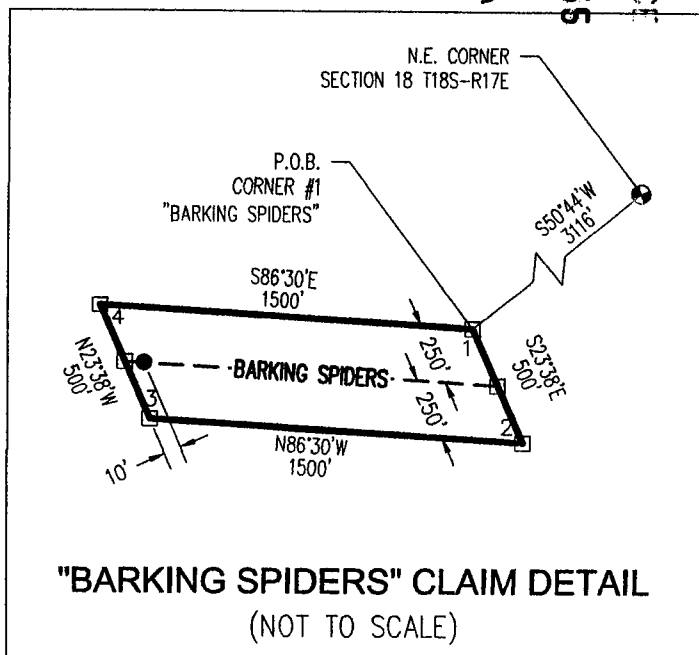 N.E. CORNER
SECTION 18 T18S-R17E
P.O.B.
CORNER #1
"BARKING SPIDERS"
S50°44'W
3116'
S86°30'E
1500'
4
1
N23°38'W
500'
250'
S23°38'E
500'
BARKING SPIDERS
250'
3
2
N86°30'W
1500'
10'
"BARKING SPIDERS" CLAIM DETAIL
(NOT TO SCALE)